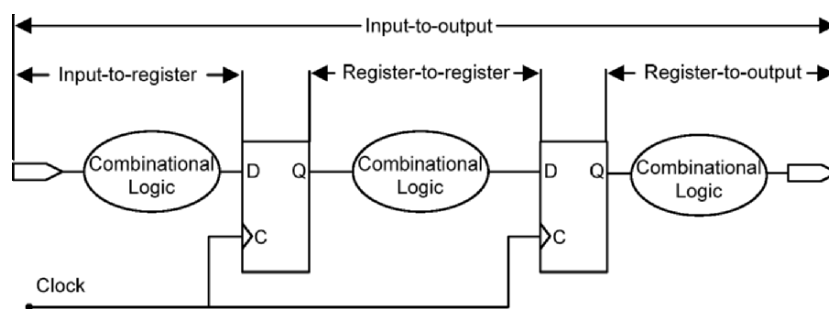 Input-to-output
Input-to-register
Register-to-register
Register-to-output
Combinational
Logic
D
Q
Combinational
Logic
D
Q
Combinational
Logic
C
C
Clock